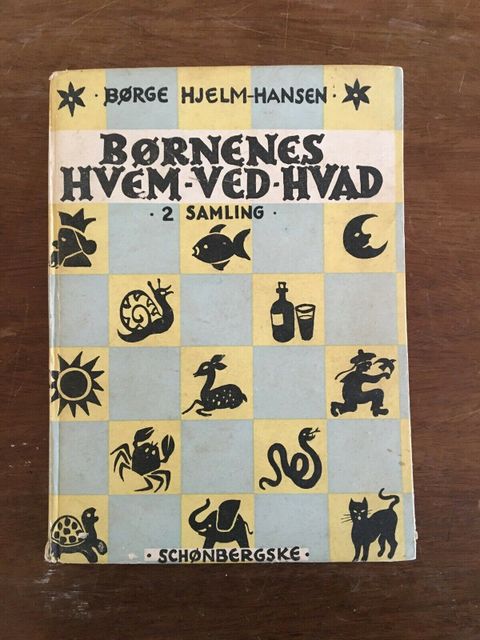 · BØRGE HJELM-HANSEN ·
BØRNENES
HVEM-VED-HVAD
· 2 SAMLING ·
· SCHØNBERGSKE ·